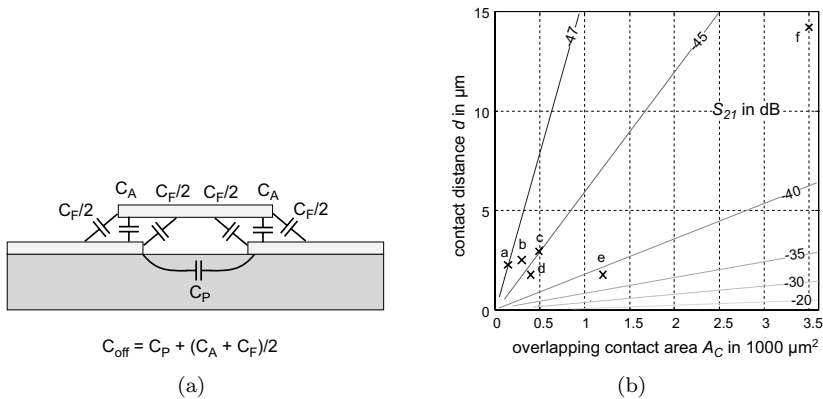 C_A C_F/2 C_F/2 C_A
C_F/2 C_F/2
C_P
C_off = C_P + (C_A + C_F)/2
(a)
contact distance d in µm
15
10
5
0
-47
-45
f
S_21 in dB
-40
a
b
c
d
e
-35
-30
-20
0 0.5 1 1.5 2 2.5 3 3.5
overlapping contact area A_C in 1000 µm²
(b)